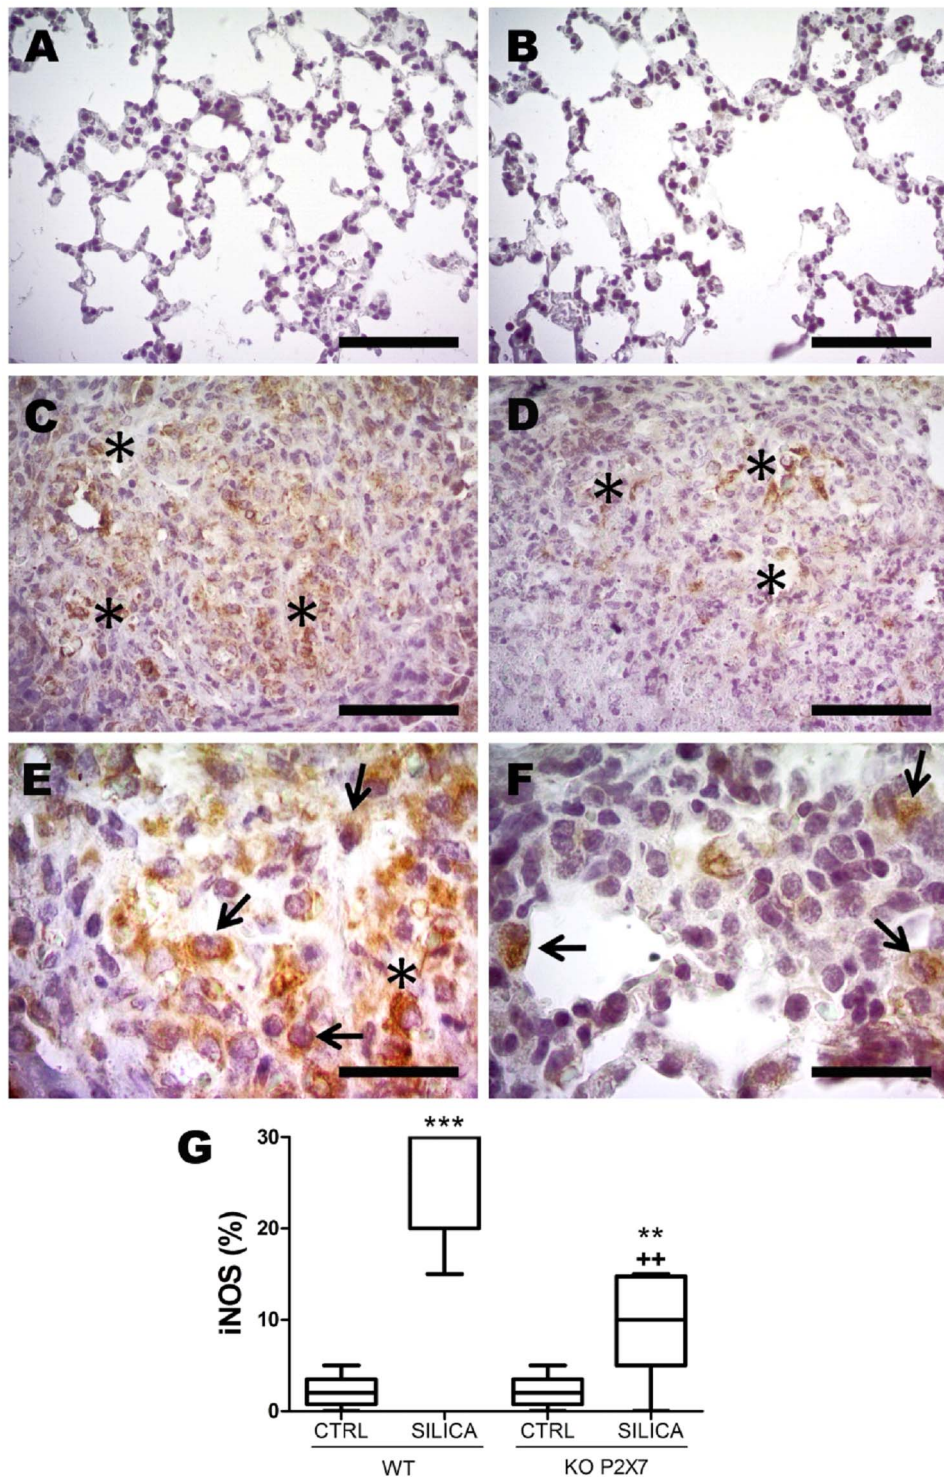 A
B
C
*
*
*
D
*
*
*
E
*
F
G
iNOS (%)
30
20
10
0
***
**
++
CTRL
SILICA
CTRL
SILICA
WT
KO P2X7